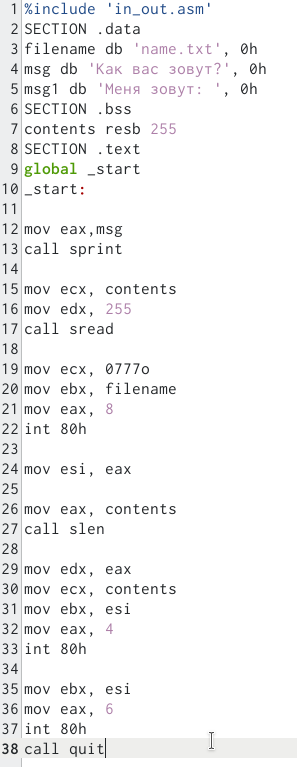 1 %include 'in_out.asm'
2 SECTION .data
3 filename db 'name.txt', 0h
4 msg db 'Как вас зовут?', 0h
5 msg1 db 'Меня зовут: ', 0h
6 SECTION .bss
7 contents resb 255
8 SECTION .text
9 global _start
10 _start:
11
12 mov eax,msg
13 call sprint
14
15 mov ecx, contents
16 mov edx, 255
17 call sread
18
19 mov ecx, 0777o
20 mov ebx, filename
21 mov eax, 8
22 int 80h
23
24 mov esi, eax
25
26 mov eax, contents
27 call slen
28
29 mov edx, eax
30 mov ecx, contents
31 mov ebx, esi
32 mov eax, 4
33 int 80h
34
35 mov ebx, esi
36 mov eax, 6
37 int 80h
38 call quit